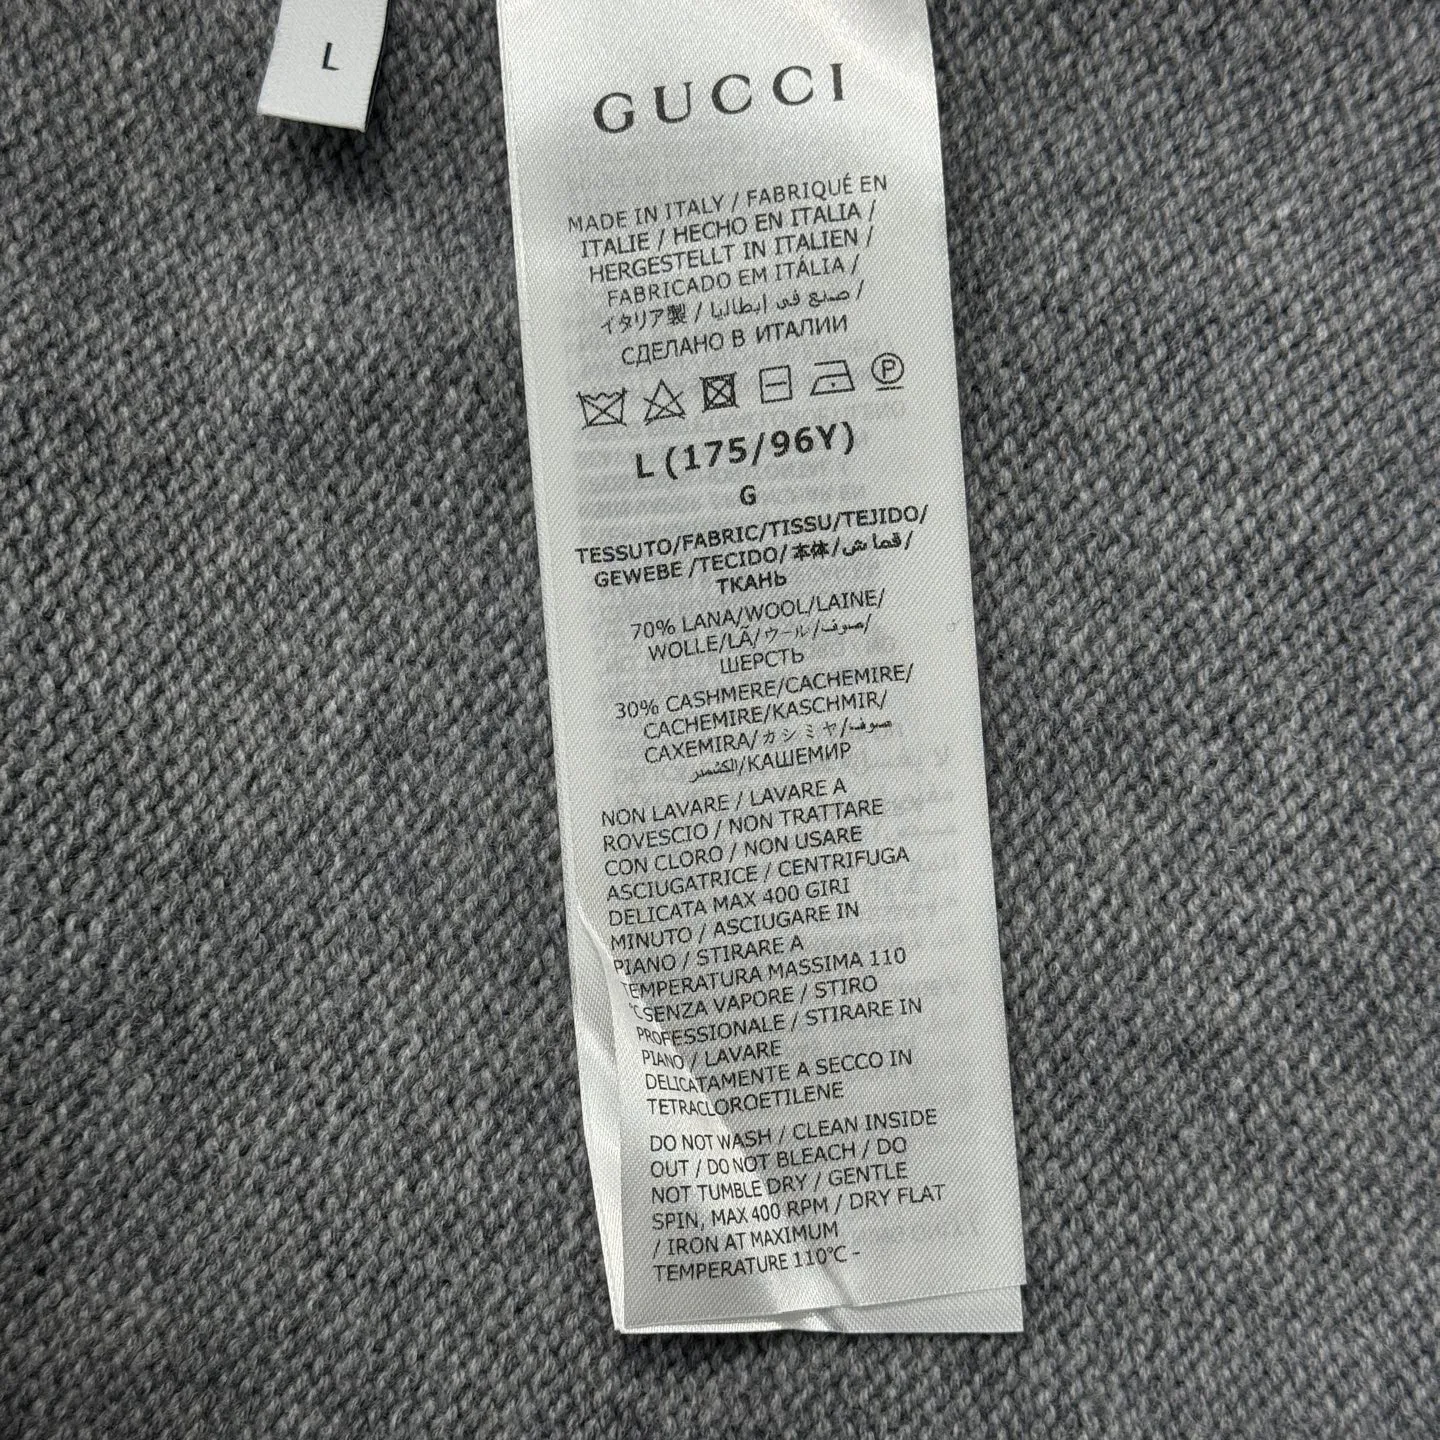 L
GUCCI
MADE IN ITALY / FABRIQUÉ EN
ITALIE / HECHO EN ITALIA /
HERGESTELLT IN ITALIEN /
FABRICADO EM ITÁLIA /
イタリア製 / صنع في ايطاليا /
СДЕЛАНО В ИТАЛИИ
P
L (175/96Y)
G
TESSUTO/FABRIC/TISSU/TEJIDO/
GEWEBE /TECIDO/ 本体/قماش/
ТКАНЬ
70% LANA/WOOL/LAINE/
WOLLE/LÃ/ウール/صوف/
ШЕРСТЬ
30% CASHMERE/CACHEMIRE/
CACHEMIRE/KASCHMIR/
CAXEMIRA/カシミヤ/صوف
الكشمير/КАШЕМИР
NON LAVARE / LAVARE A
ROVESCIO / NON TRATTARE
CON CLORO / NON USARE
ASCIUGATRICE / CENTRIFUGA
DELICATA MAX 400 GIRI
MINUTO / ASCIUGARE IN
PIANO / STIRARE A
TEMPERATURA MASSIMA 110
°CSENZA VAPORE / STIRO
PROFESSIONALE / STIRARE IN
PIANO / LAVARE
DELICATAMENTE A SECCO IN
TETRACLOROETILENE
DO NOT WASH / CLEAN INSIDE
OUT / DO NOT BLEACH / DO
NOT TUMBLE DRY / GENTLE
SPIN, MAX 400 RPM / DRY FLAT
/ IRON AT MAXIMUM
TEMPERATURE 110°C -